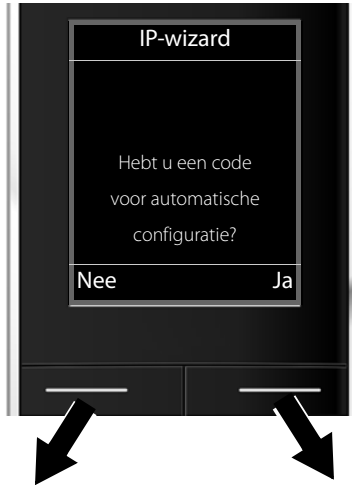 IP-wizard
Hebt u een code
voor automatische
configuratie?
Nee Ja